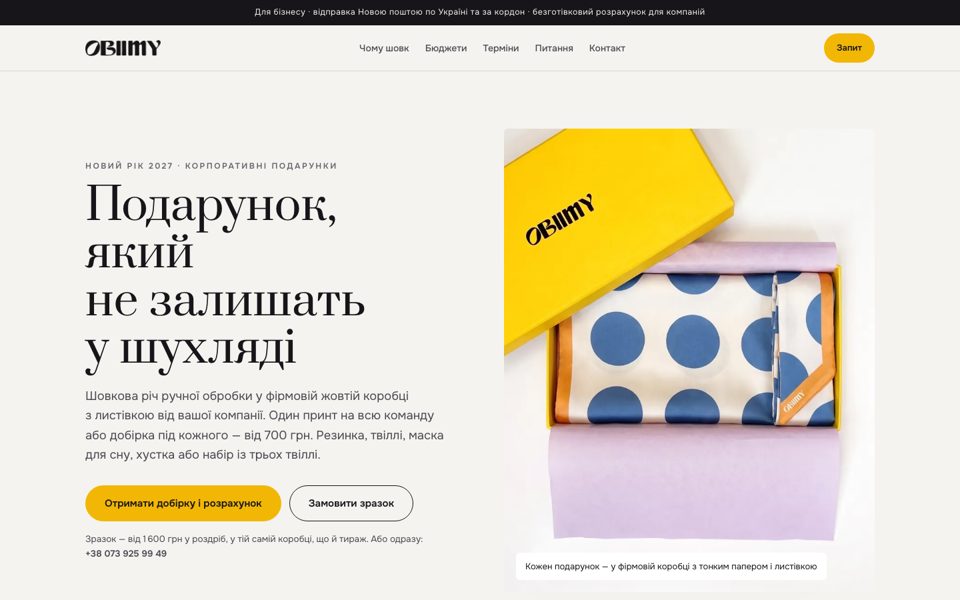 Для бізнесу · відправка Новою поштою по Україні та за кордон · безготівковий розрахунок для компаній
OBIIMY
Чому шовк Бюджети Терміни Питання Контакт
Запит
НОВИЙ РІК 2027 · КОРПОРАТИВНІ ПОДАРУНКИ
Подарунок,
який
не залишать
у шухляді
Шовкова річ ручної обробки у фірмовій жовтій коробці
з листівкою від вашої компанії. Один принт на всю команду
або добірка під кожного — від 700 грн. Резинка, твіллі, маска
для сну, хустка або набір із трьох твіллі.
Отримати добірку і розрахунок
Замовити зразок
Зразок — від 1 600 грн у роздріб, у тій самій коробці, що й тираж. Або одразу:
+38 073 925 99 49
OBIIMY
OBIIMY
Кожен подарунок — у фірмовій коробці з тонким папером і листівкою